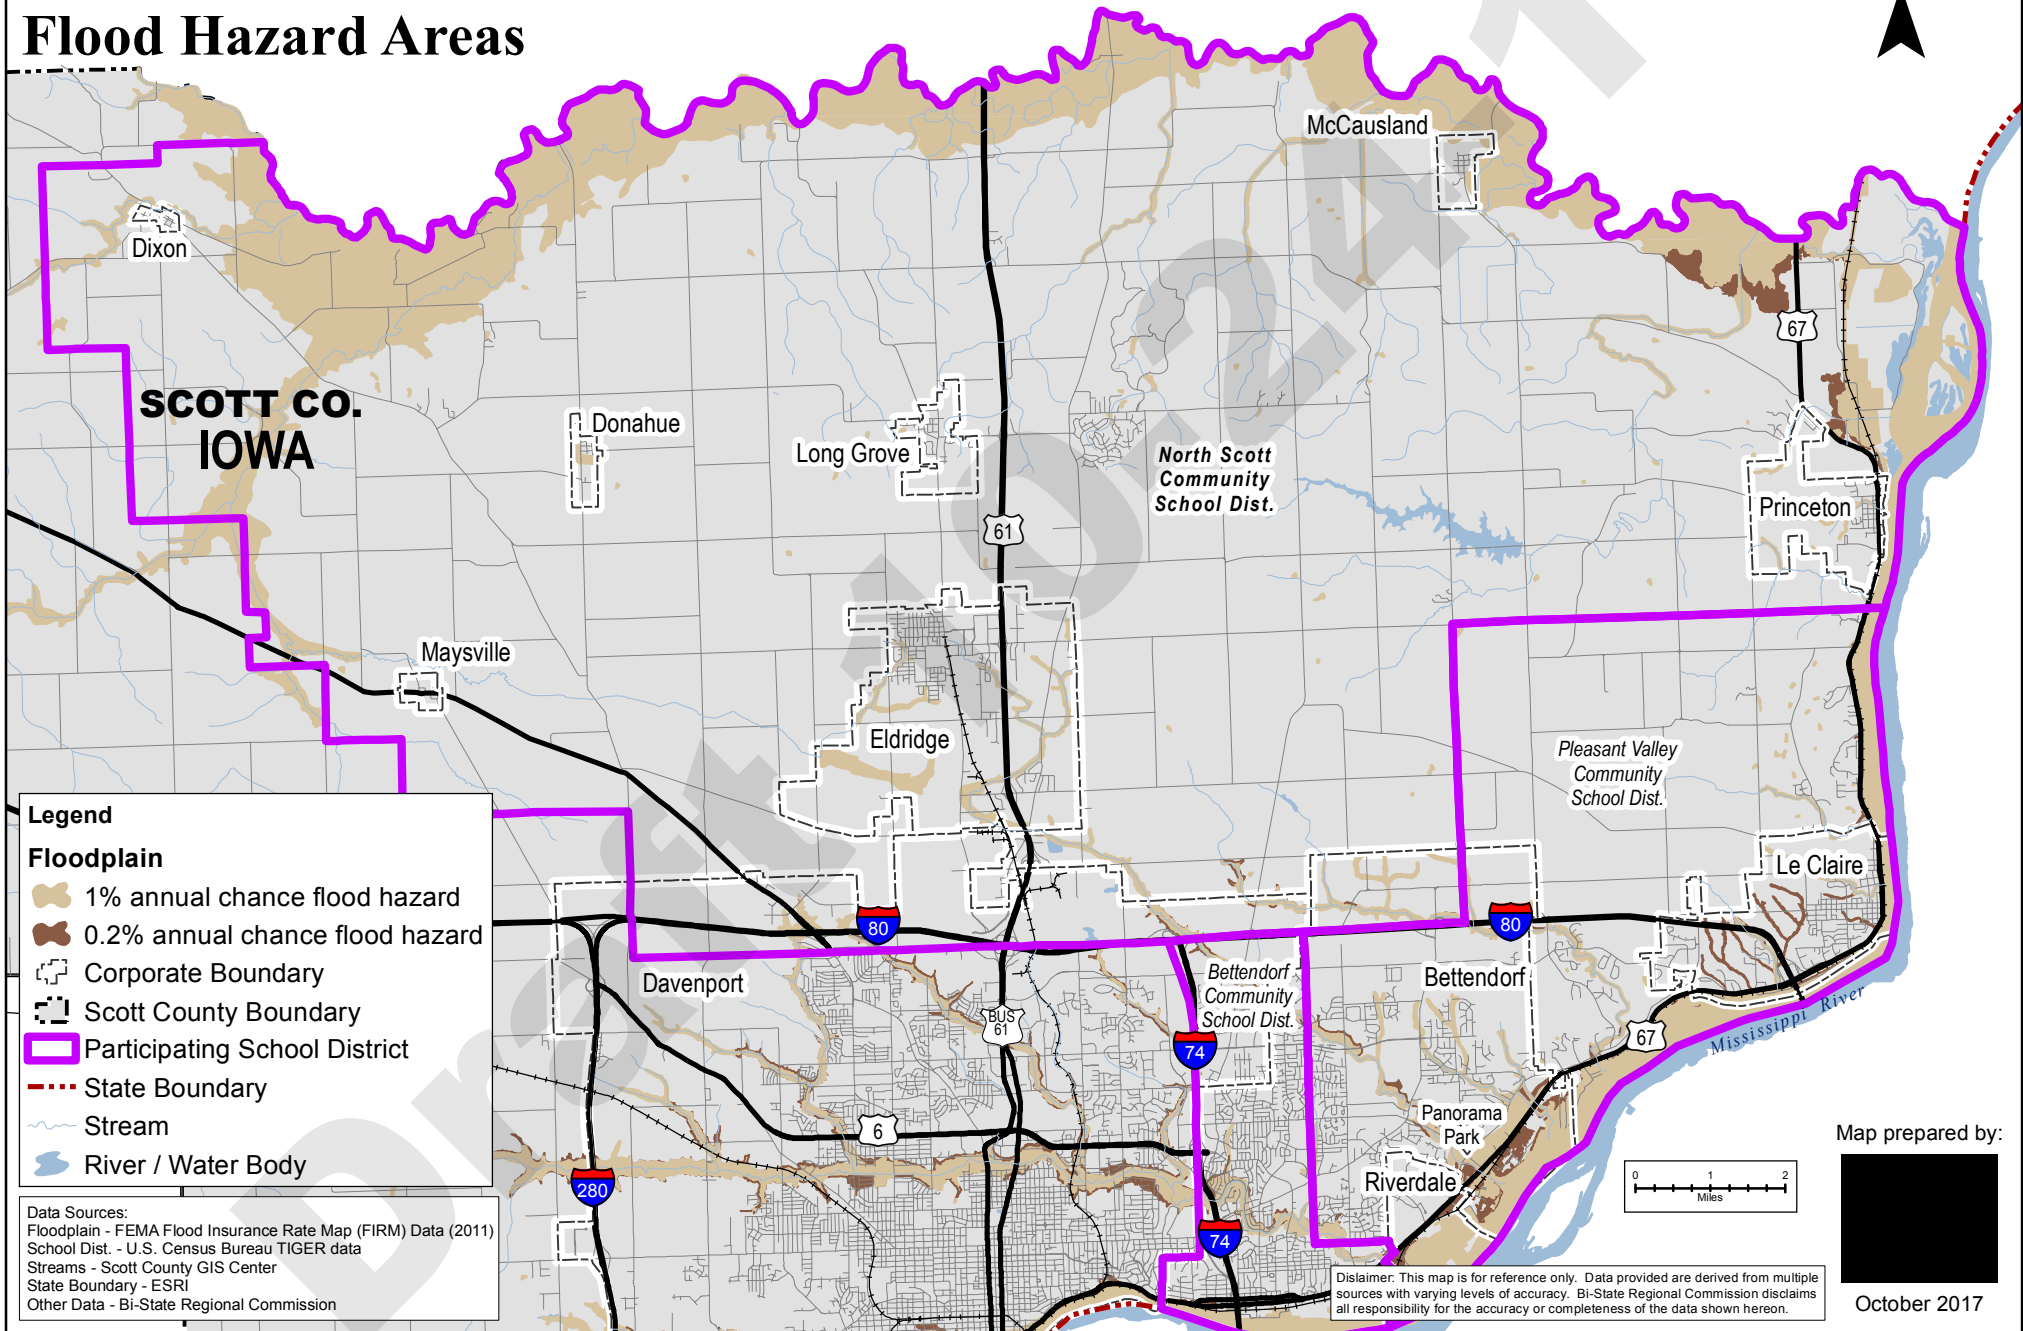 Flood Hazard Areas
McCausland
Dixon
67
SCOTT CO.
IOWA
Donahue
Long Grove
North Scott
Community
School Dist.
61
Princeton
Maysville
Eldridge
Pleasant Valley
Community
School Dist.
Le Claire
80
80
Davenport
Bettendorf
Community
School Dist.
Bettendorf
BUS
61
74
67
Mississippi River
6
Panorama
Park
Riverdale
280
74
Draft 10-24-1
Legend
Floodplain
1% annual chance flood hazard
0.2% annual chance flood hazard
Corporate Boundary
Scott County Boundary
Participating School District
State Boundary
Stream
River / Water Body
Data Sources:
Floodplain - FEMA Flood Insurance Rate Map (FIRM) Data (2011)
School Dist. - U.S. Census Bureau TIGER data
Streams - Scott County GIS Center
State Boundary - ESRI
Other Data - Bi-State Regional Commission
0 1 2
Miles
Dislaimer: This map is for reference only. Data provided are derived from multiple
sources with varying levels of accuracy. Bi-State Regional Commission disclaims
all responsibility for the accuracy or completeness of the data shown hereon.
Map prepared by:
October 2017